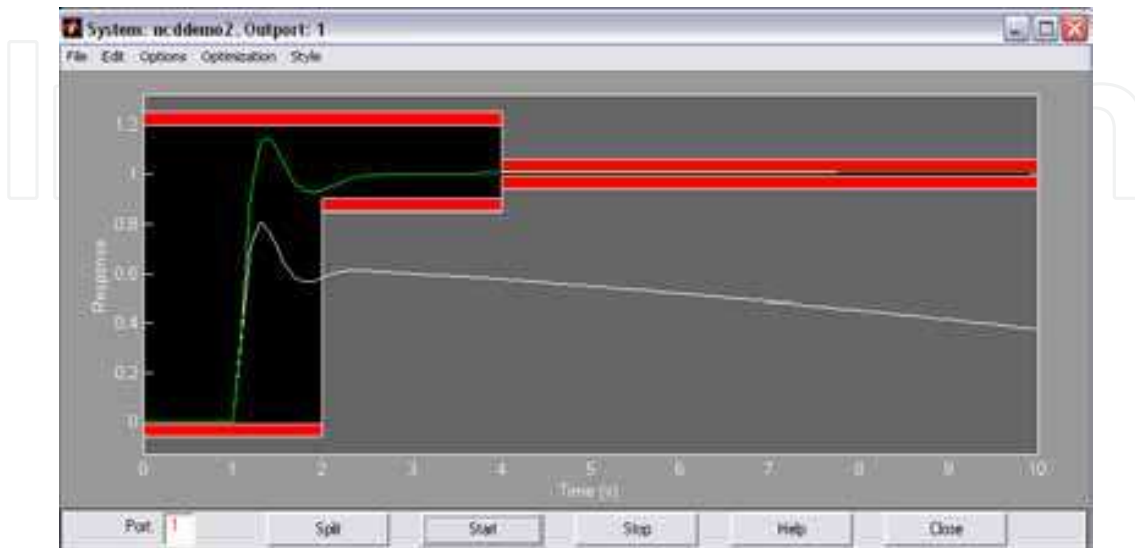 System: ncddemo2, Outport: 1
File Edit Options Optimization Style
1.2
1
0.8
0.6
0.4
0.2
0
Response
0 1 2 3 4 5 6 7 8 9 10
Time (s)
Port: 1 Split Start Stop Help Close